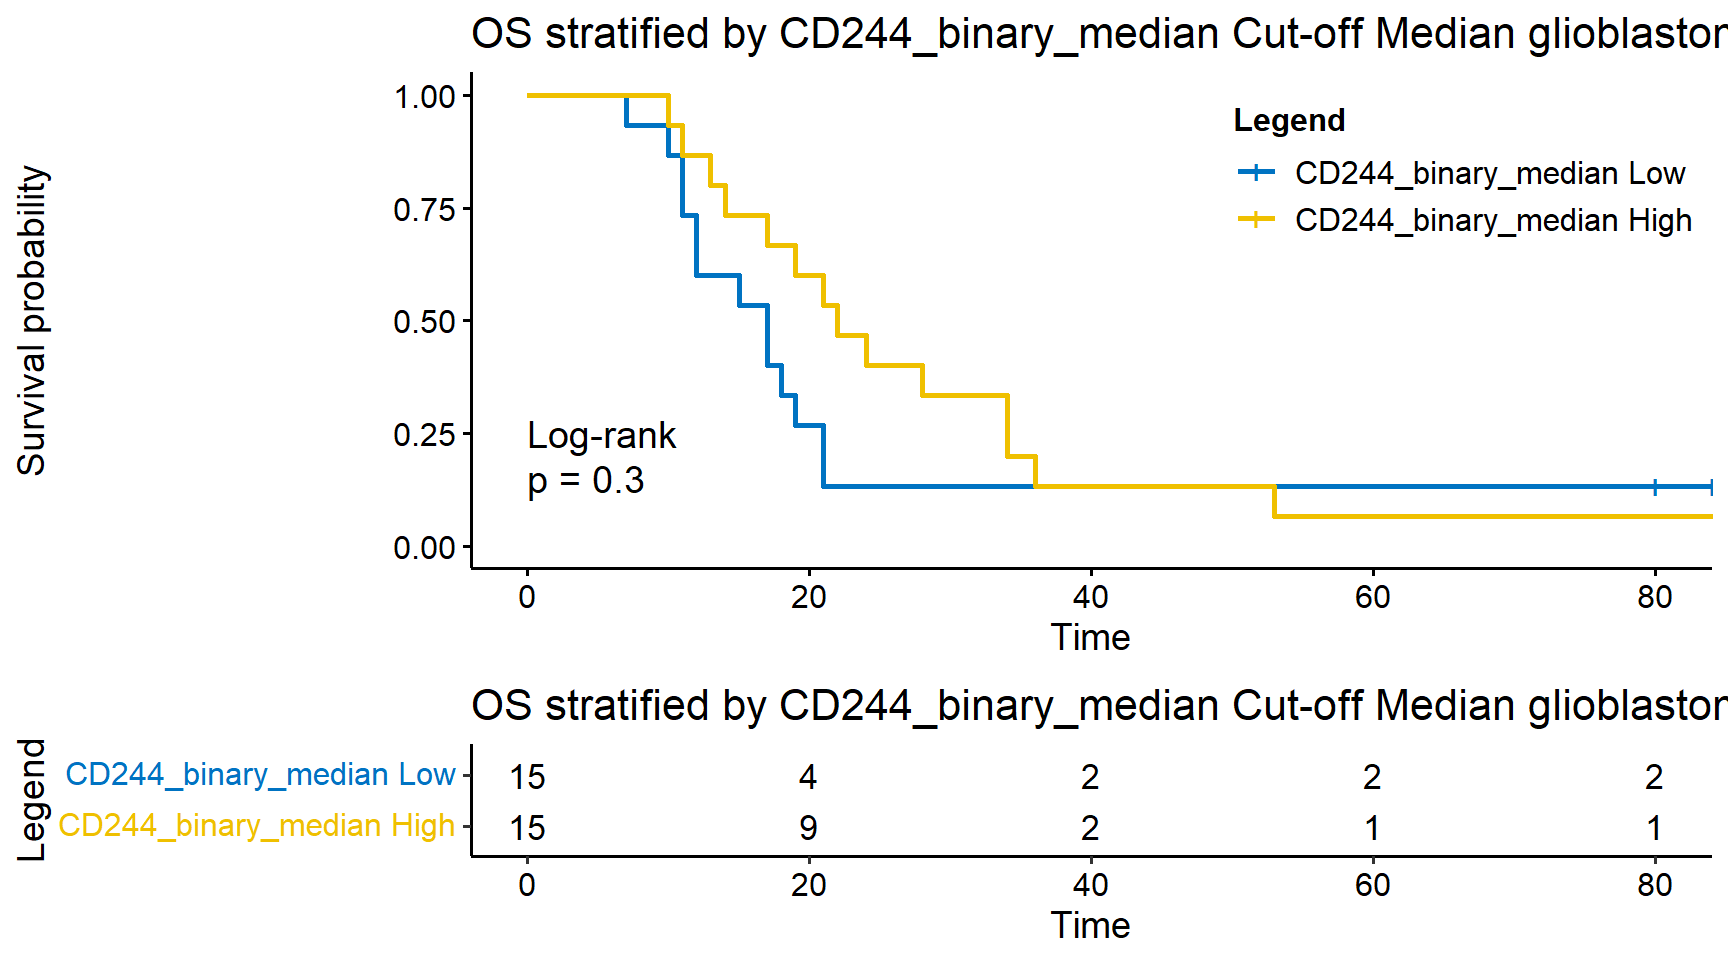 OS stratified by CD244_binary_median Cut-off Median glioblastom
Survival probability
1.00
0.75
0.50
0.25
0.00
Legend
CD244_binary_median Low
CD244_binary_median High
Log-rank
p = 0.3
0 20 40 60 80
Time
OS stratified by CD244_binary_median Cut-off Median glioblastom
Legend
CD244_binary_median Low 15 4 2 2 2
CD244_binary_median High 15 9 2 1 1
0 20 40 60 80
Time